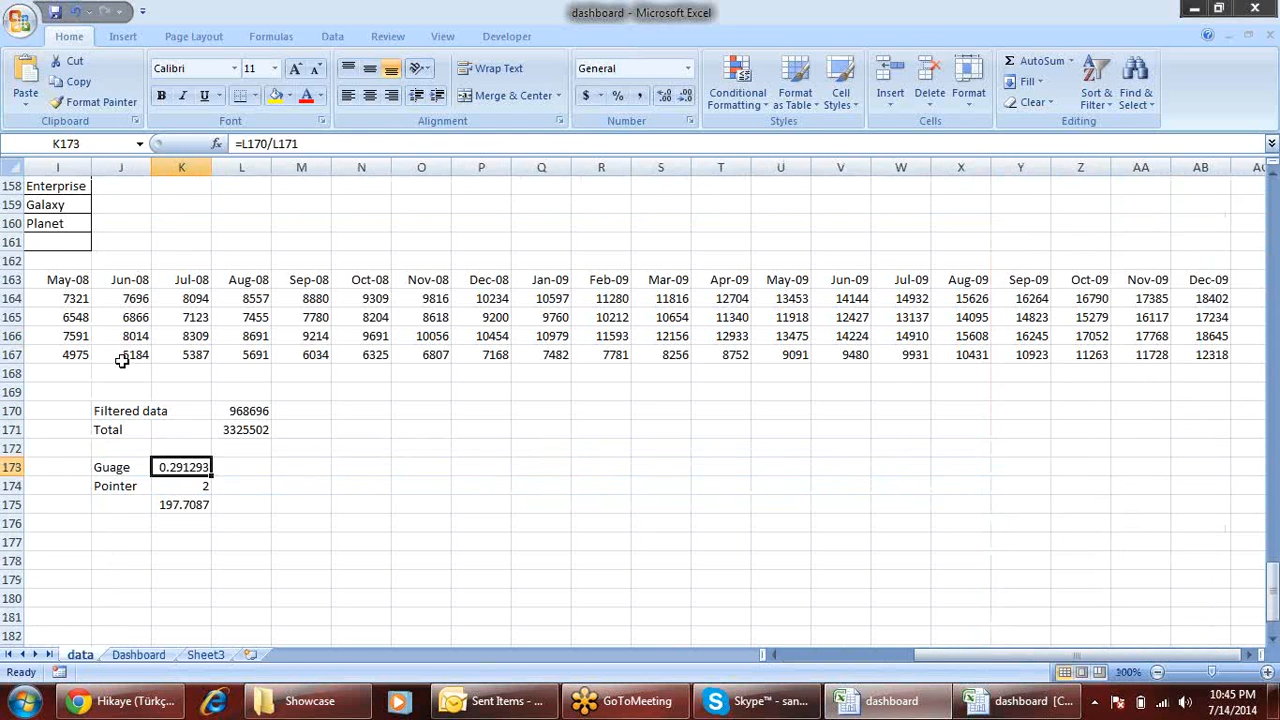 dashboard - Microsoft Excel
Home Insert Page Layout Formulas Data Review View Developer
Paste Cut Copy Format Painter
Calibri 11
B I U
Wrap Text
Merge & Center
General
$ % ,
Conditional Formatting Format as Table Cell Styles
Insert Delete Format
Σ AutoSum
Fill
Clear
Sort & Filter Find & Select
Clipboard Font Alignment Number Styles Cells Editing
K173 fx =L170/L171
I J K L M N O P Q R S T U V W X Y Z AA AB AC
158 Enterprise
159 Galaxy
160 Planet
161
162
163 May-08 Jun-08 Jul-08 Aug-08 Sep-08 Oct-08 Nov-08 Dec-08 Jan-09 Feb-09 Mar-09 Apr-09 May-09 Jun-09 Jul-09 Aug-09 Sep-09 Oct-09 Nov-09 Dec-09
164 7321 7696 8094 8557 8880 9309 9816 10234 10597 11280 11816 12704 13453 14144 14932 15626 16264 16790 17385 18402
165 6548 6866 7123 7455 7780 8204 8618 9200 9760 10212 10654 11340 11918 12427 13137 14095 14823 15279 16117 17234
166 7591 8014 8309 8691 9214 9691 10056 10454 10979 11593 12156 12933 13475 14224 14910 15608 16245 17052 17768 18645
167 4975 5184 5387 5691 6034 6325 6807 7168 7482 7781 8256 8752 9091 9480 9931 10431 10923 11263 11728 12318
168
169
170 Filtered data 968696
171 Total 3325502
172
173 Guage 0.291293
174 Pointer 2
175 197.7087
176
177
178
179
180
181
182
data Dashboard Sheet3
Ready 100%
Hikaye (Türkç... Showcase Sent Items - ... GoToMeeting Skype™ - san... dashboard dashboard [C...
10:45 PM
7/14/2014